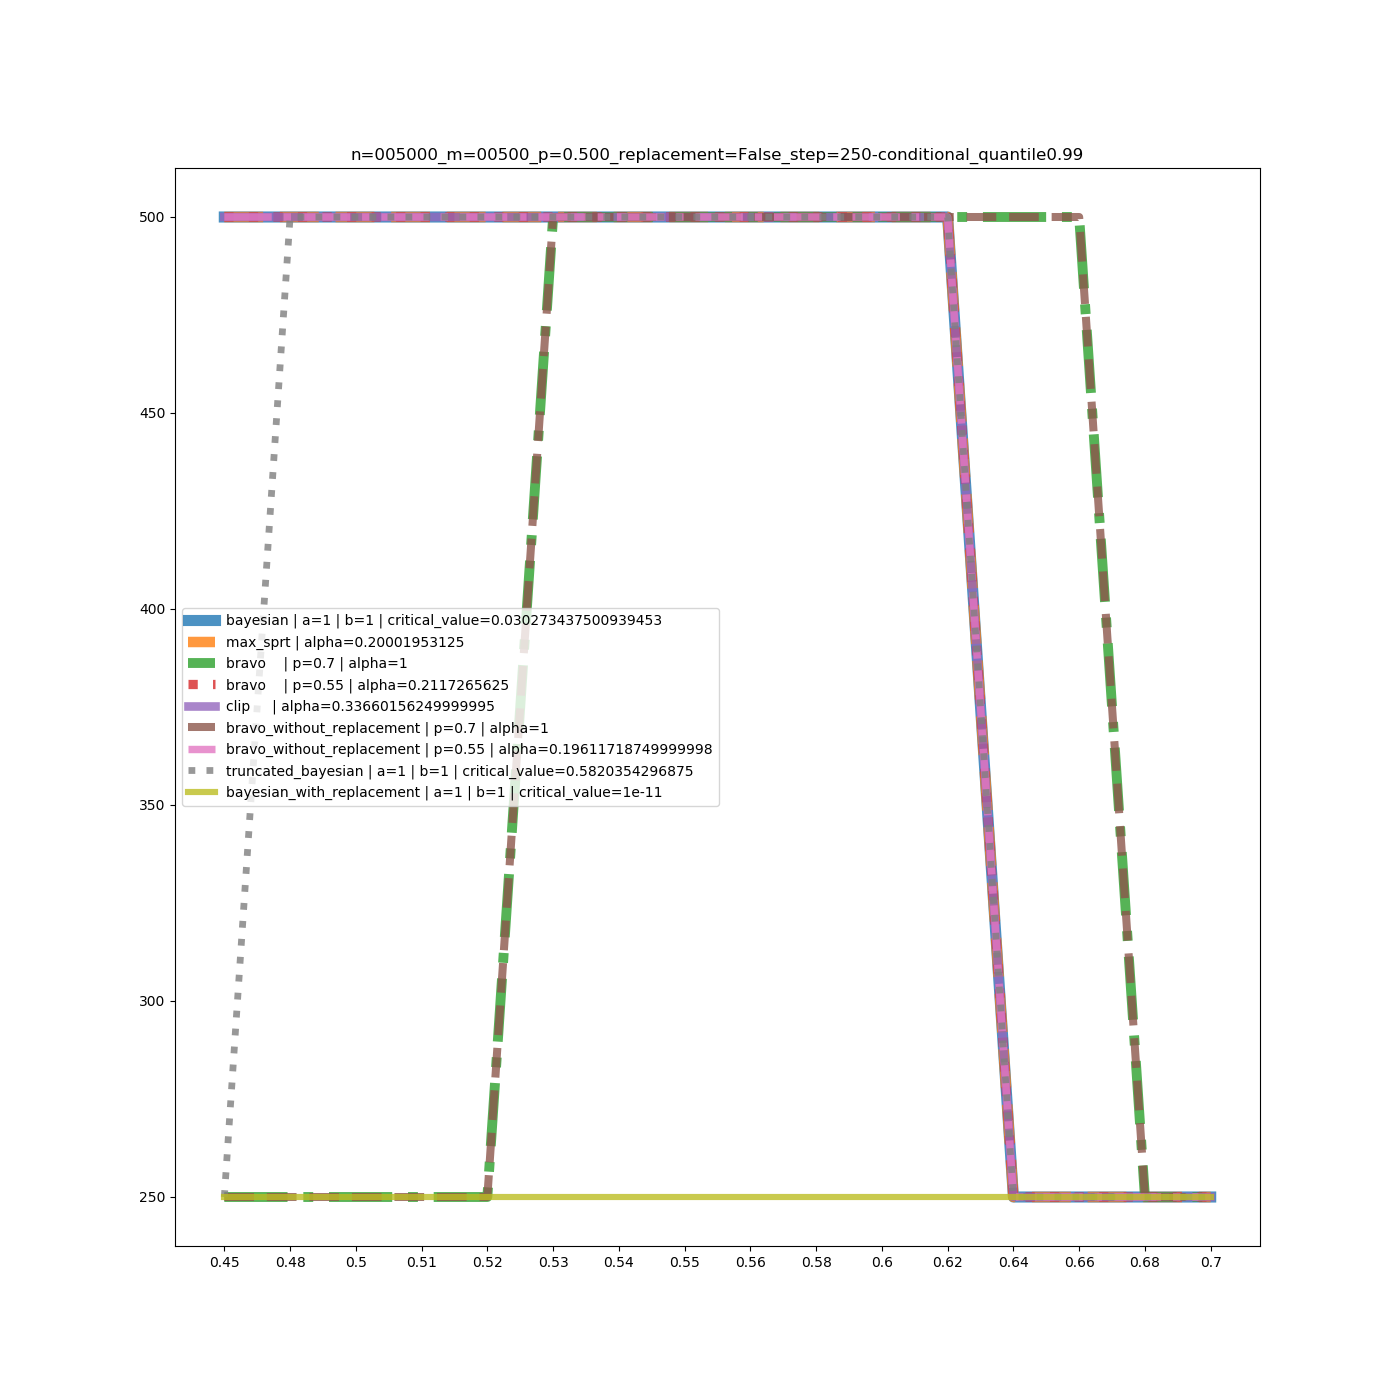 n=005000_m=00500_p=0.500_replacement=False_step=250-conditional_quantile0.99
500
450
400
350
300
250
bayesian | a=1 | b=1 | critical_value=0.030273437500939453
max_sprt | alpha=0.20001953125
bravo    | p=0.7 | alpha=1
bravo    | p=0.55 | alpha=0.2117265625
clip     | alpha=0.33660156249999995
bravo_without_replacement | p=0.7 | alpha=1
bravo_without_replacement | p=0.55 | alpha=0.19611718749999998
truncated_bayesian | a=1 | b=1 | critical_value=0.5820354296875
bayesian_with_replacement | a=1 | b=1 | critical_value=1e-11
0.45 0.48 0.5 0.51 0.52 0.53 0.54 0.55 0.56 0.58 0.6 0.62 0.64 0.66 0.68 0.7